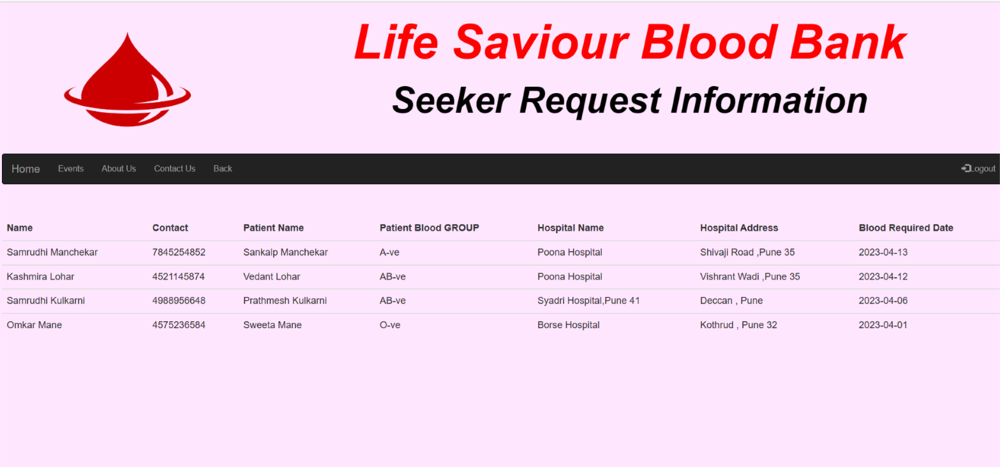 Life Saviour Blood Bank
Seeker Request Information
Home Events About Us Contact Us Back Logout
Name Contact Patient Name Patient Blood GROUP Hospital Name Hospital Address Blood Required Date
Samrudhi Manchekar 7845254852 Sankalp Manchekar A-ve Poona Hospital Shivaji Road ,Pune 35 2023-04-13
Kashmira Lohar 4521145874 Vedant Lohar AB-ve Poona Hospital Vishrant Wadi ,Pune 35 2023-04-12
Samrudhi Kulkarni 4988956648 Prathmesh Kulkarni AB-ve Syadri Hospital,Pune 41 Deccan , Pune 2023-04-06
Omkar Mane 4575236584 Sweeta Mane O-ve Borse Hospital Kothrud , Pune 32 2023-04-01